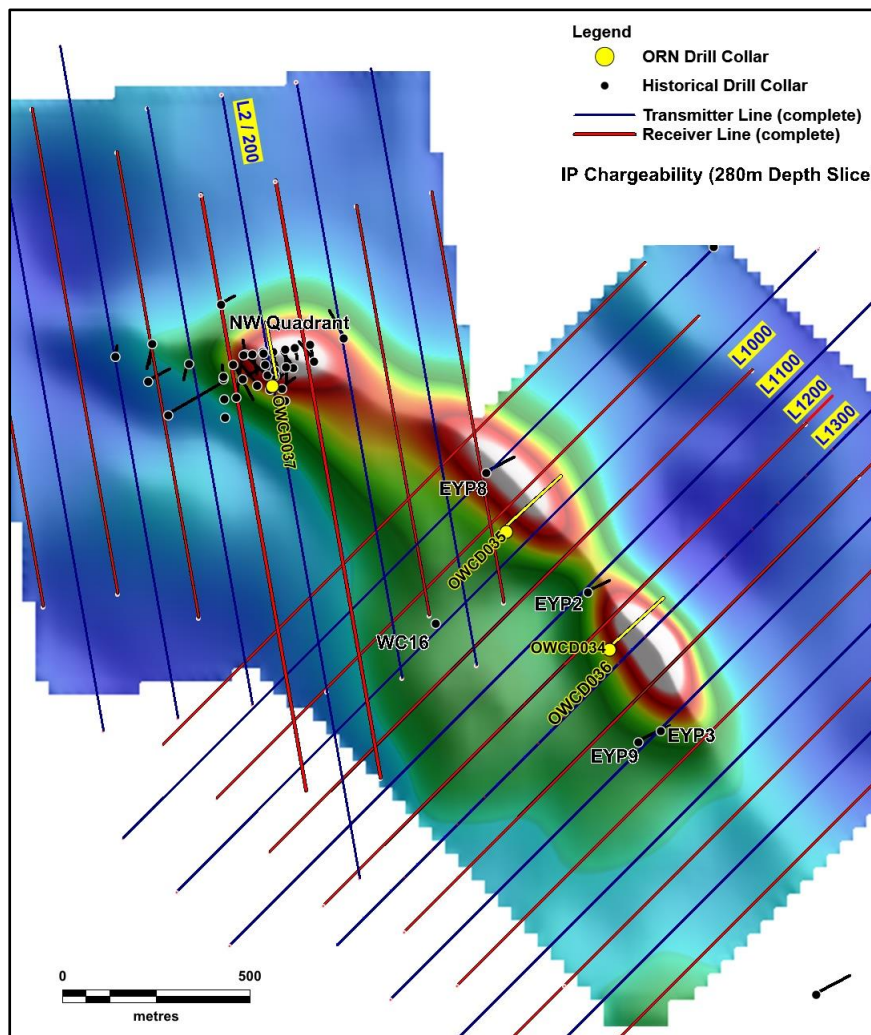 Legend
ORN Drill Collar
Historical Drill Collar
Transmitter Line (complete)
Receiver Line (complete)
IP Chargeability (280m Depth Slice
L2 / 200
NW Quadrant
OWCD037
L1000
L1100
L1200
L1300
EYP8
OWCD035
EYP2
WC16
OWCD034
OWCD036
EYP3
EYP9
0 500
metres